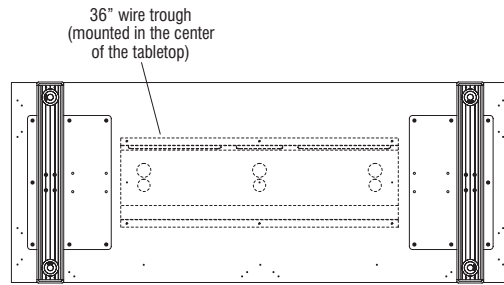 36” wire trough
(mounted in the center
of the tabletop)